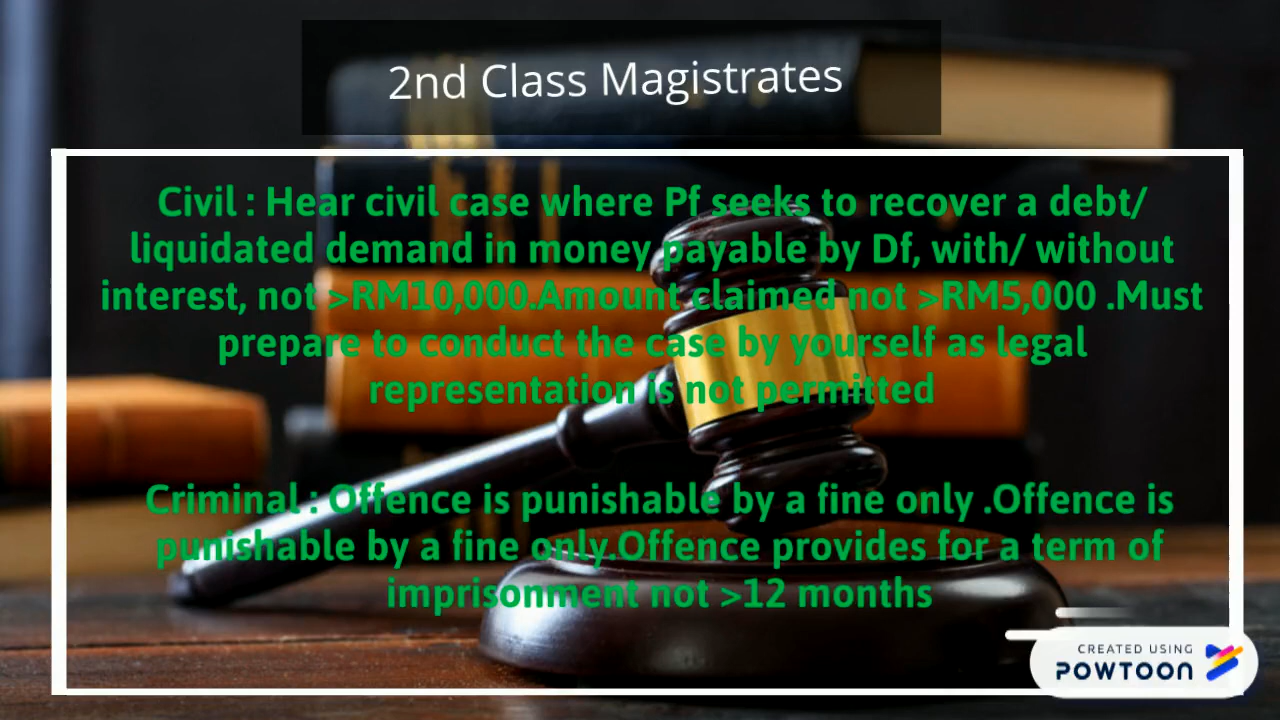 2nd Class Magistrates
Civil : Hear civil case where Pf seeks to recover a debt/
liquidated demand in money payable by Df, with/ without
interest, not >RM10,000.Amount claimed not >RM5,000 .Must
prepare to conduct the case by yourself as legal
representation is not permitted
Criminal : Offence is punishable by a fine only .Offence is
punishable by a fine only.Offence provides for a term of
imprisonment not >12 months
CREATED USING
POWTOON